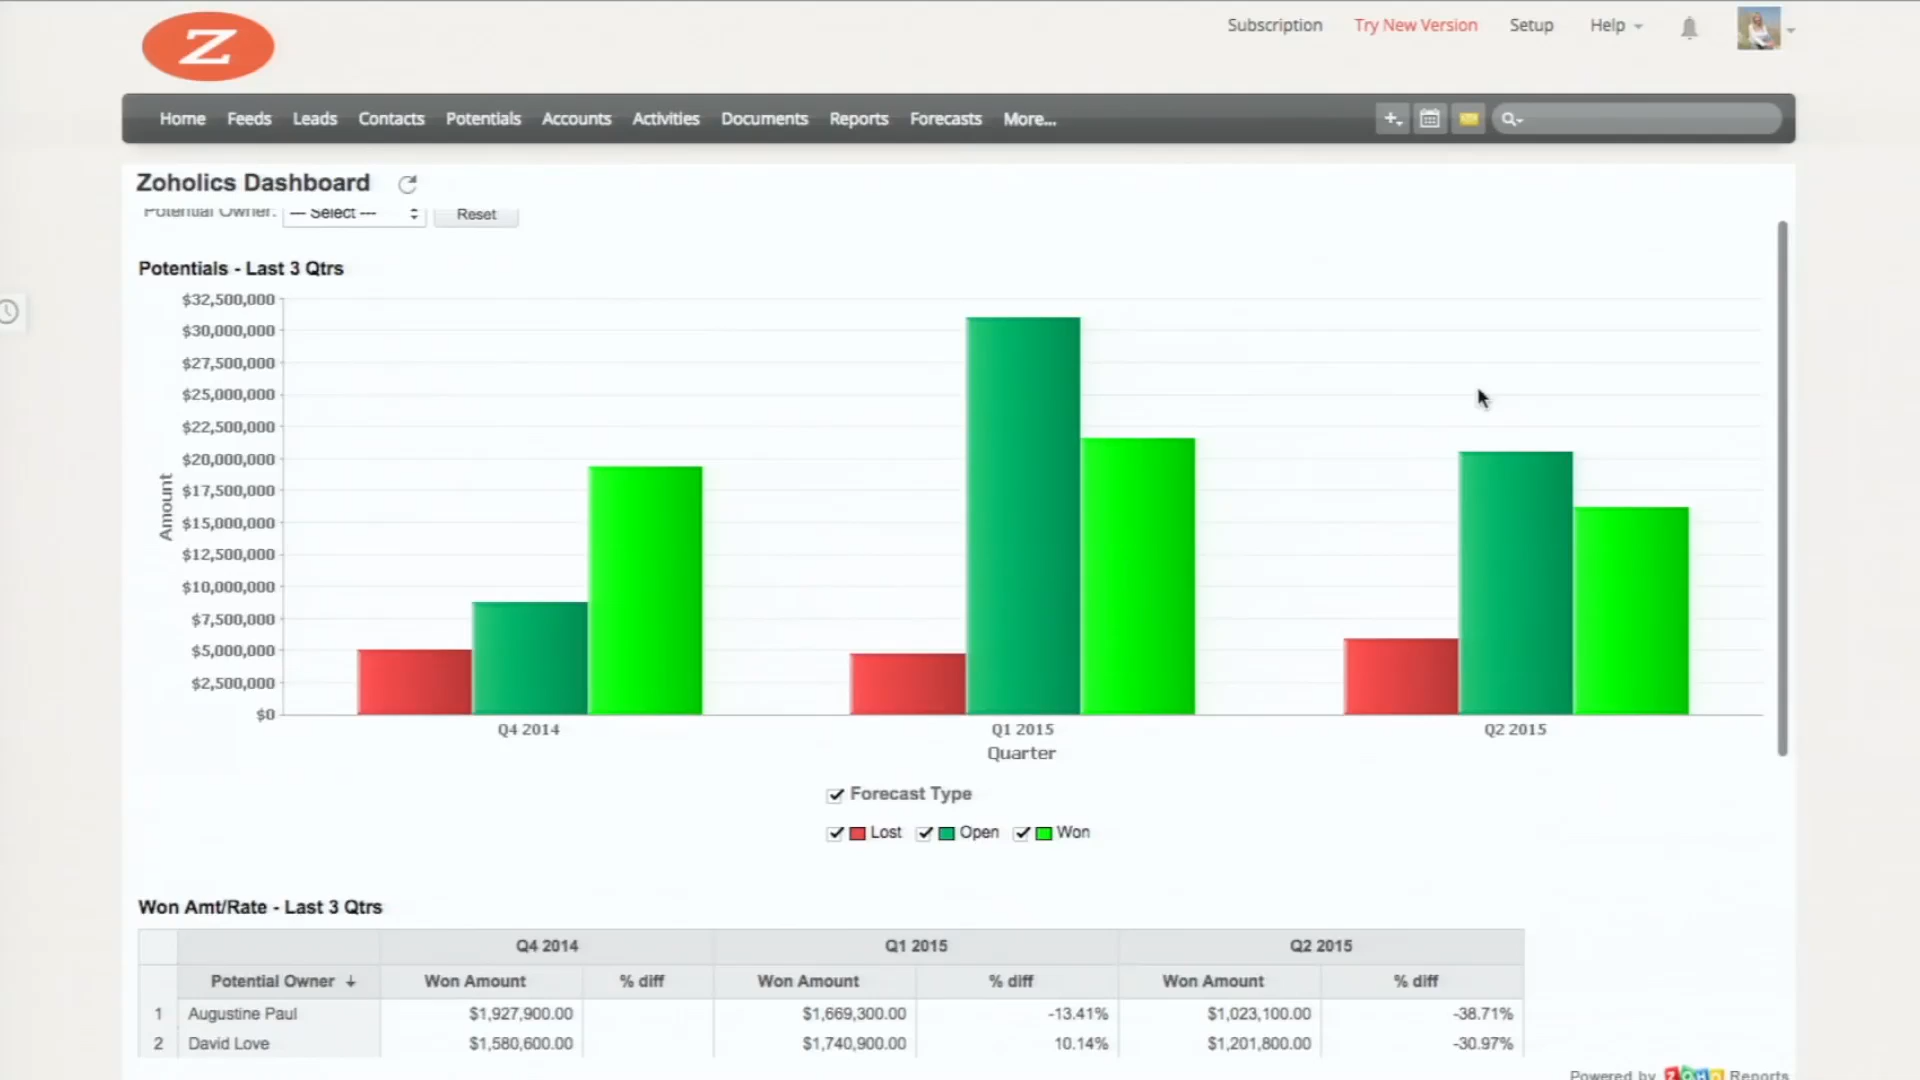 Z
Subscription Try New Version Setup Help
Home Feeds Leads Contacts Potentials Accounts Activities Documents Reports Forecasts More...
Zoholics Dashboard
Potential Owner: --- Select --- Reset
Potentials - Last 3 Qtrs
$32,500,000
$30,000,000
$27,500,000
$25,000,000
$22,500,000
$20,000,000
$17,500,000
$15,000,000
$12,500,000
$10,000,000
$7,500,000
$5,000,000
$2,500,000
$0
Amount
Q4 2014 Q1 2015 Q2 2015
Quarter
Forecast Type
Lost Open Won
Won Amt/Rate - Last 3 Qtrs
Q4 2014 Q1 2015 Q2 2015
Potential Owner Won Amount % diff Won Amount % diff Won Amount % diff
1 Augustine Paul $1,927,900.00 $1,669,300.00 -13.41% $1,023,100.00 -38.71%
2 David Love $1,580,600.00 $1,740,900.00 10.14% $1,201,800.00 -30.97%
Powered by ZOHO Reports